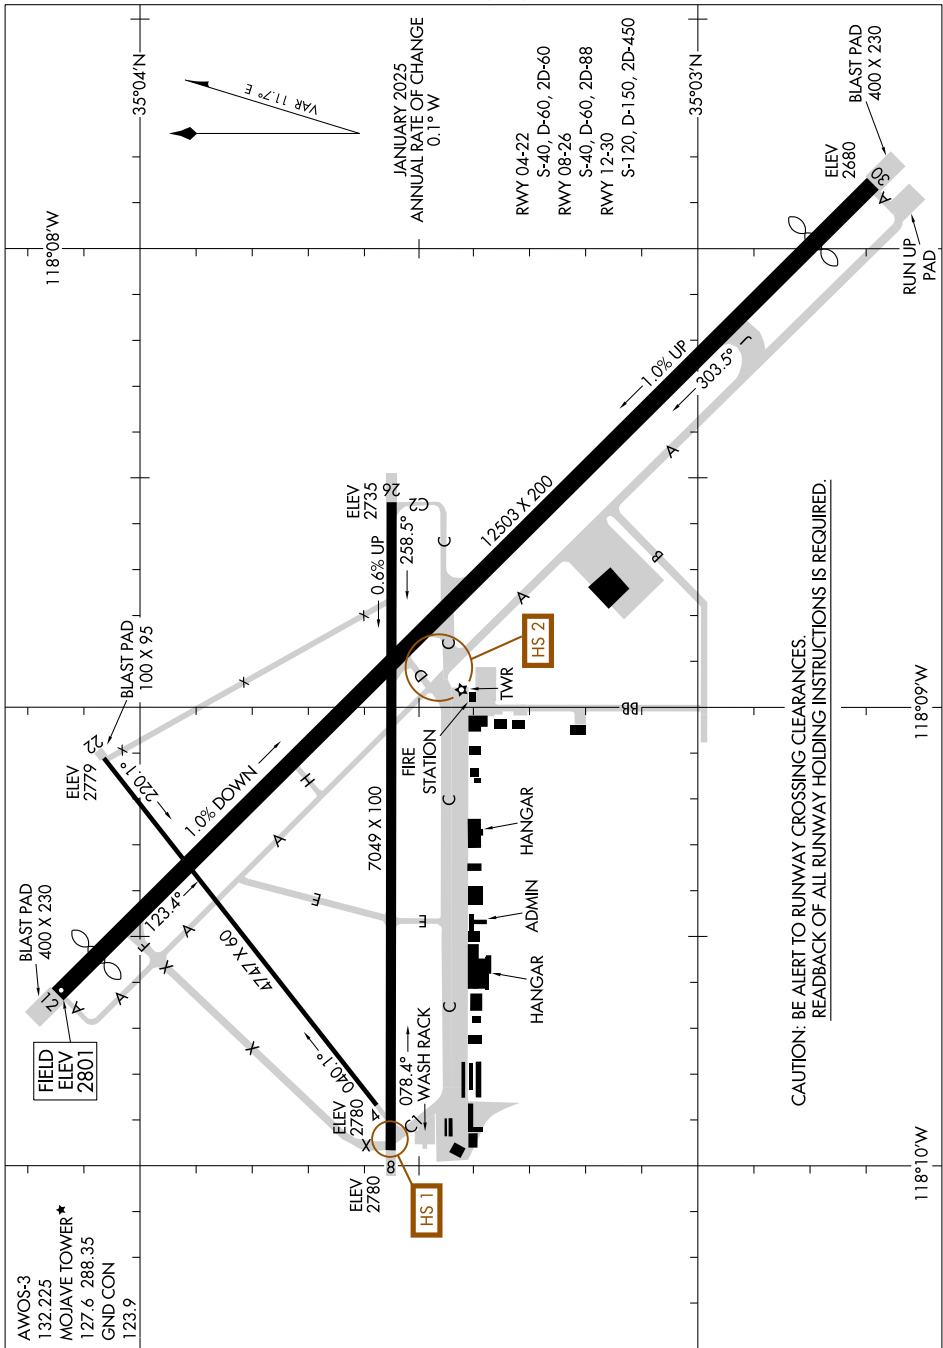 AWOS-3
132.225
MOJAVE TOWER★
127.6 288.35
GND CON
123.9
35°04'N
35°03'N
118°08'W
118°09'W
118°10'W
VAR 11.7° E
JANUARY 2025
ANNUAL RATE OF CHANGE
0.1° W
RWY 04-22
S-40, D-60, 2D-60
RWY 08-26
S-40, D-60, 2D-88
RWY 12-30
S-120, D-150, 2D-450
BLAST PAD
400 X 230
FIELD
ELEV
2801
12
A
A
A
F
123.4°
1.0% DOWN
12503 X 200
1.0% UP
303.5°
ELEV
2680
30
A
BLAST PAD
400 X 230
RUN UP
PAD
J
A
A
A
H
BLAST PAD
100 X 95
22
ELEV
2779
220.1°
4747 X 60
040.1°
4
ELEV
2780
X
X
X
X
X
X
8
ELEV
2780
HS 1
078.4°
7049 X 100
0.6% UP
258.5°
ELEV
2735
26
C2
C
C
C
C
C1
D
E
E
HS 2
TWR
FIRE
STATION
WASH RACK
HANGAR
ADMIN
HANGAR
B
BB
CAUTION: BE ALERT TO RUNWAY CROSSING CLEARANCES.
READBACK OF ALL RUNWAY HOLDING INSTRUCTIONS IS REQUIRED.